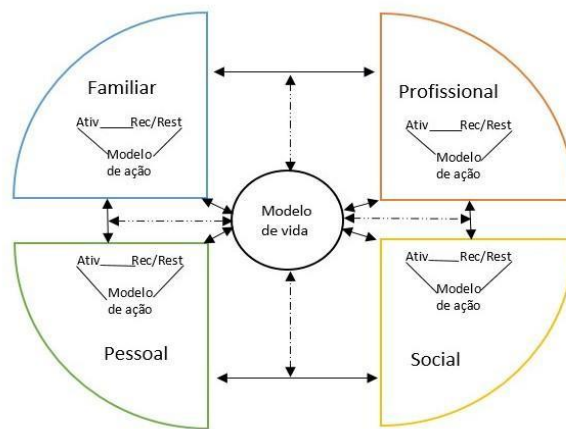 Familiar
Ativ Rec/Rest
Modelo
de ação
Profissional
Ativ Rec/Rest
Modelo
de ação
Modelo
de vida
Ativ Rec/Rest
Modelo
de ação
Pessoal
Ativ Rec/Rest
Modelo
de ação
Social